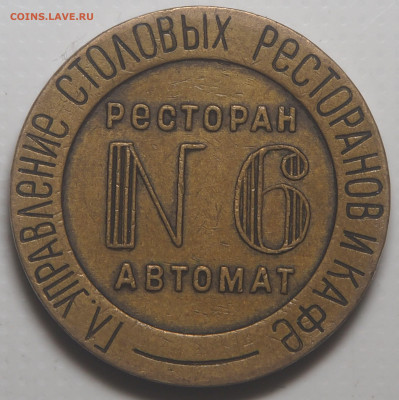 COINS.LAVE.RU
ГЛ. УПРАВЛЕНИЕ СТОЛОВЫХ РЕСТОРАНОВ И КАФЕ
РЕСТОРАН
N 6
АВТОМАТ